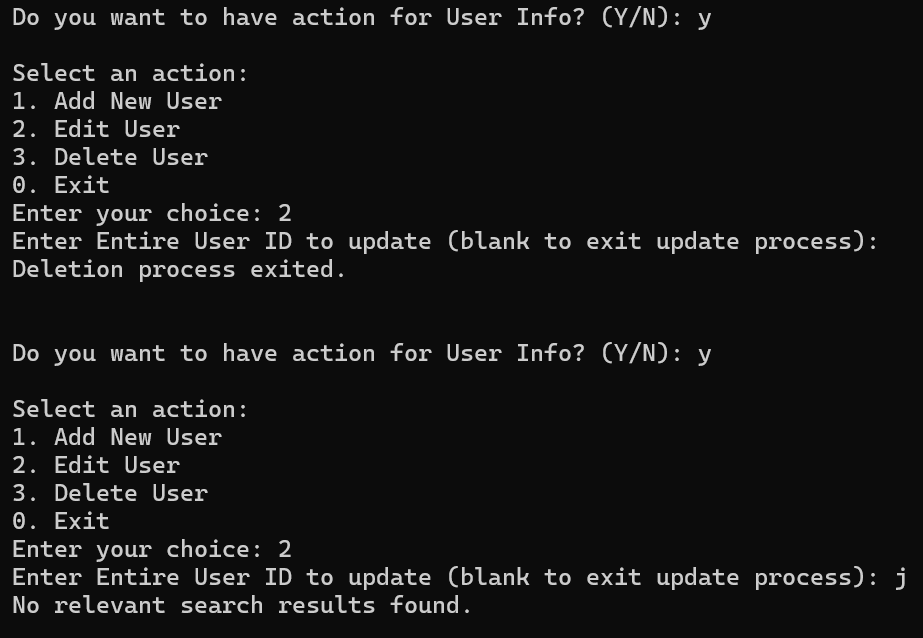 Do you want to have action for User Info? (Y/N): y
Select an action:
1. Add New User
2. Edit User
3. Delete User
0. Exit
Enter your choice: 2
Enter Entire User ID to update (blank to exit update process):
Deletion process exited.
Do you want to have action for User Info? (Y/N): y
Select an action:
1. Add New User
2. Edit User
3. Delete User
0. Exit
Enter your choice: 2
Enter Entire User ID to update (blank to exit update process): j
No relevant search results found.